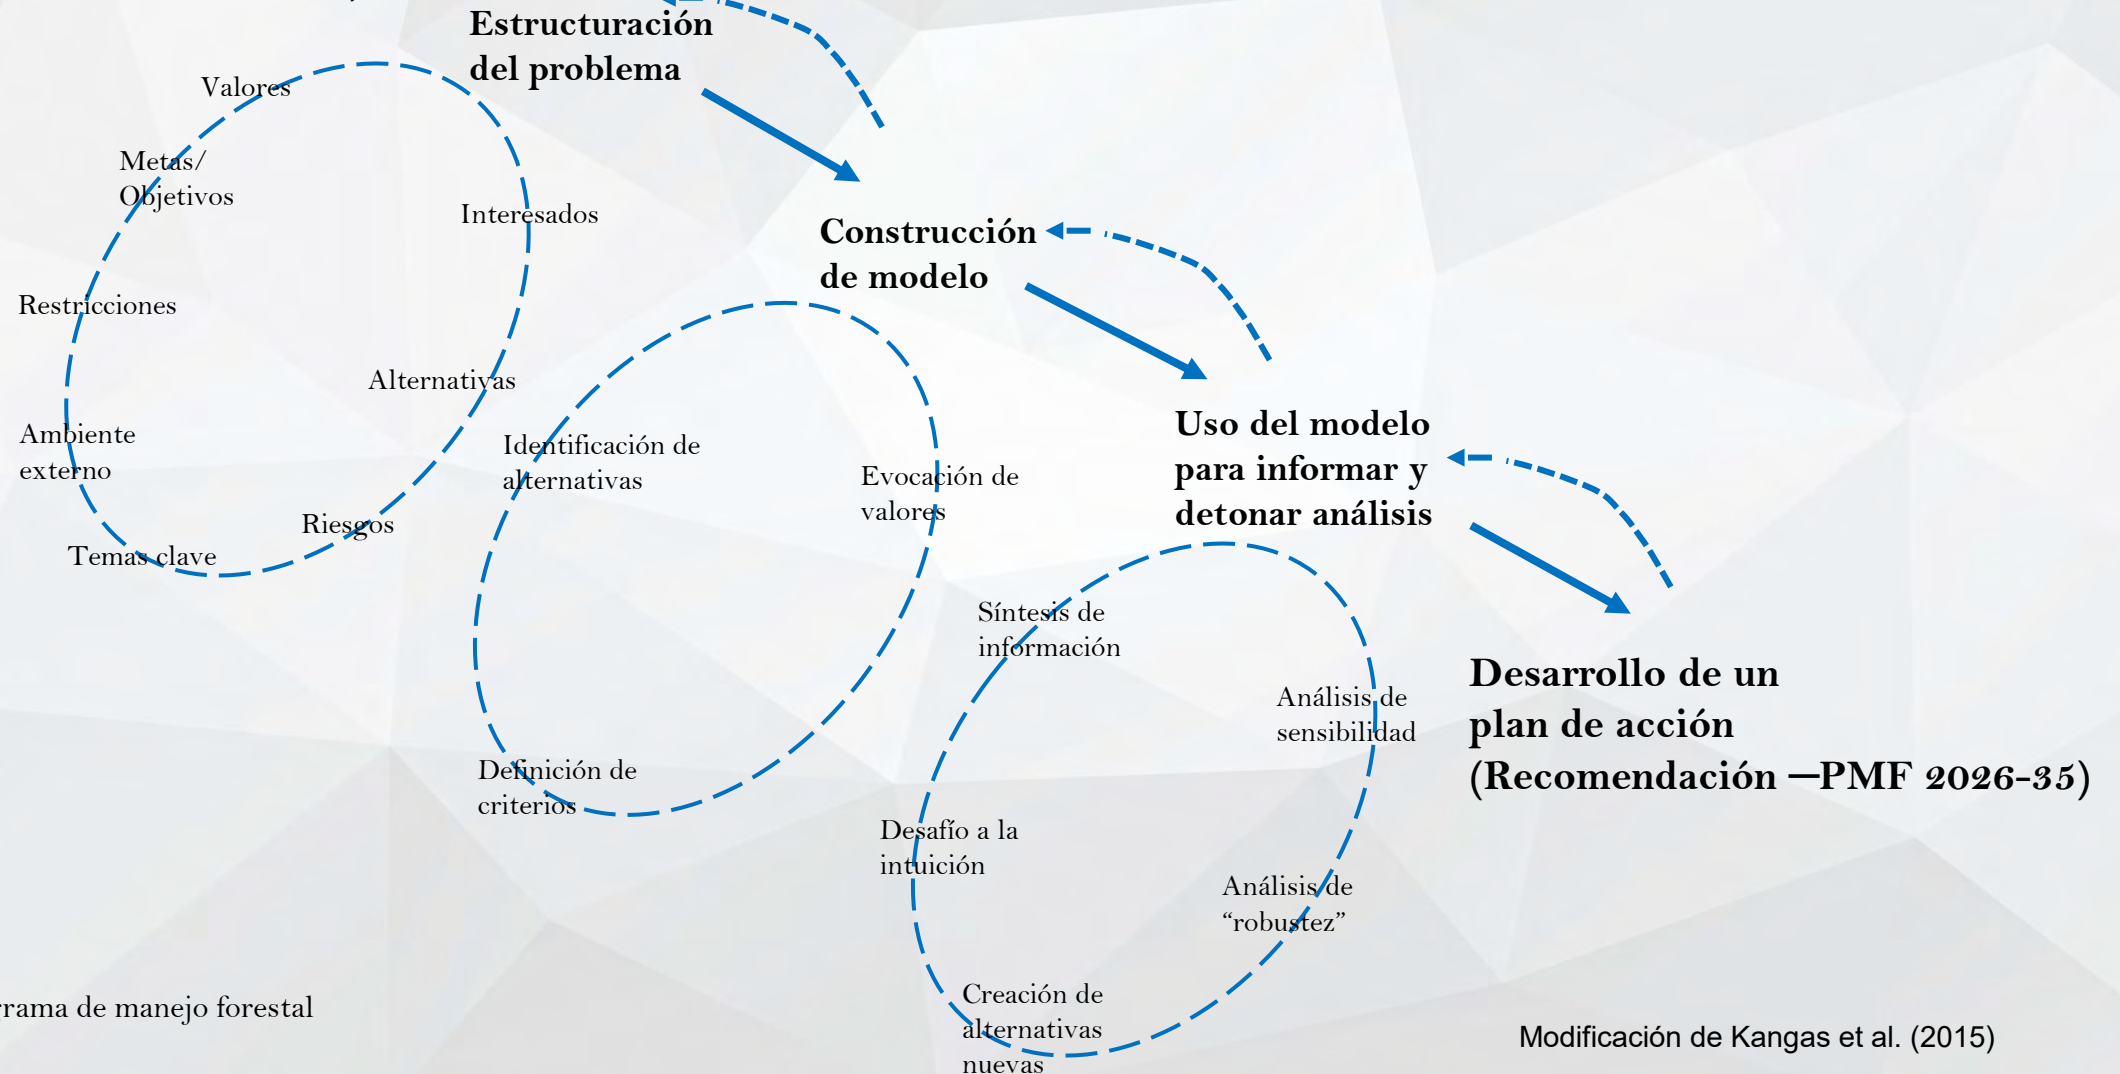 Estructuración
del problema
Valores
Metas/
Objetivos
Interesados
Restricciones
Alternativas
Ambiente
externo
Riesgos
Temas clave
Construcción
de modelo
Identificación de
alternativas
Evocación de
valores
Definición de
criterios
Uso del modelo
para informar y
detonar análisis
Síntesis de
información
Análisis de
sensibilidad
Desafío a la
intuición
Análisis de
“robustez”
Creación de
alternativas
nuevas
Desarrollo de un
plan de acción
(Recomendación —PMF 2026-35)
de manejo forestal
Modificación de Kangas et al. (2015)